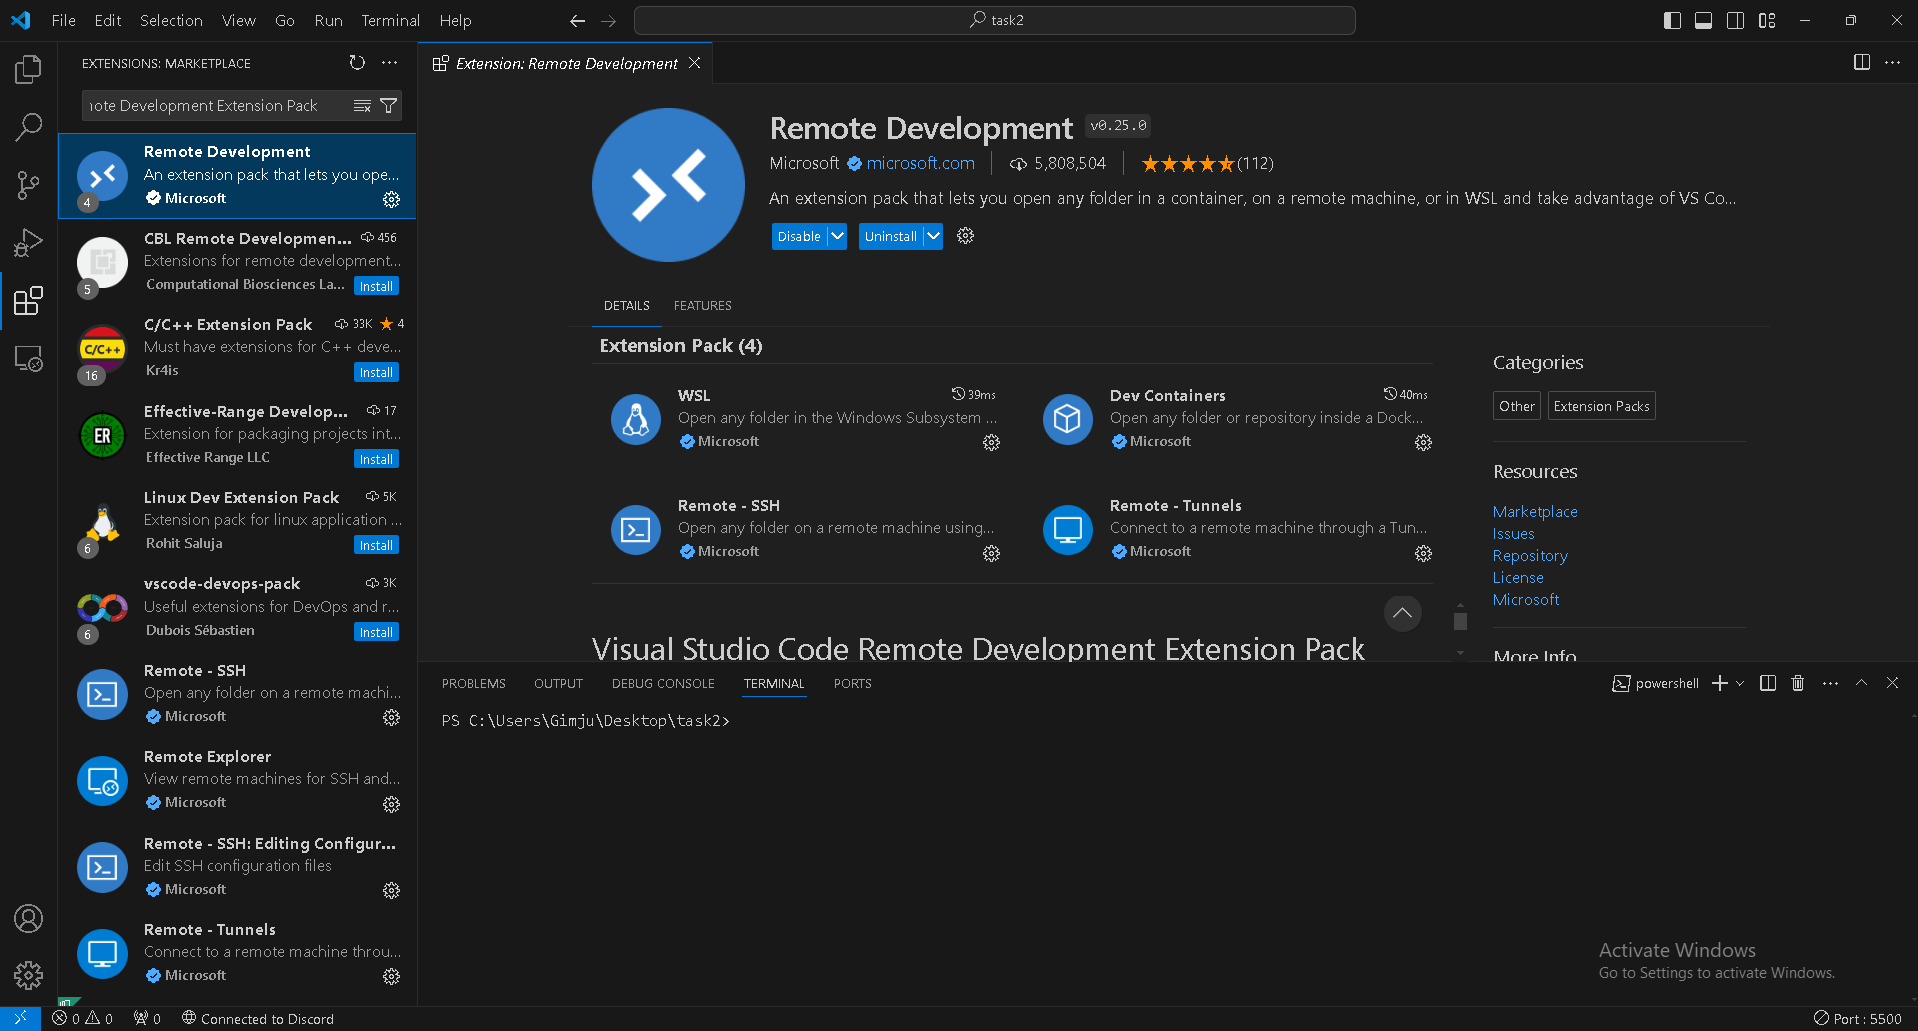 File Edit Selection View Go Run Terminal Help
task2
EXTENSIONS: MARKETPLACE
Extension: Remote Development
note Development Extension Pack
Remote Development
An extension pack that lets you ope...
Microsoft
4
CBL Remote Developmen... 456
Extensions for remote development...
Computational Biosciences La... Install
5
C/C++ Extension Pack 33K 4
Must have extensions for C++ deve...
Kr4is Install
C/C++
16
Effective-Range Develop... 17
Extension for packaging projects int...
Effective Range LLC Install
ER
Linux Dev Extension Pack 5K
Extension pack for linux application ...
Rohit Saluja Install
6
vscode-devops-pack 3K
Useful extensions for DevOps and r...
Dubois Sébastien Install
6
Remote - SSH
Open any folder on a remote machi...
Microsoft
Remote Explorer
View remote machines for SSH and...
Microsoft
Remote - SSH: Editing Configur...
Edit SSH configuration files
Microsoft
Remote - Tunnels
Connect to a remote machine throu...
Microsoft
Remote Development v0.25.0
Microsoft microsoft.com 5,808,504 (112)
An extension pack that lets you open any folder in a container, on a remote machine, or in WSL and take advantage of VS Co...
Disable Uninstall
DETAILS FEATURES
Extension Pack (4)
WSL 39ms
Open any folder in the Windows Subsystem ...
Microsoft
Dev Containers 40ms
Open any folder or repository inside a Dock...
Microsoft
Remote - SSH
Open any folder on a remote machine using...
Microsoft
Remote - Tunnels
Connect to a remote machine through a Tun...
Microsoft
Visual Studio Code Remote Development Extension Pack
Categories
Other Extension Packs
Resources
Marketplace
Issues
Repository
License
Microsoft
More Info
PROBLEMS OUTPUT DEBUG CONSOLE TERMINAL PORTS
powershell
PS C:\Users\Gimju\Desktop\task2>
Activate Windows
Go to Settings to activate Windows.
0 0 0 Connected to Discord
Port : 5500